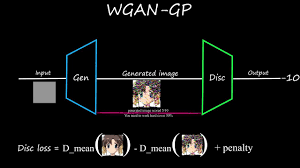 WGAN-GP
Input
Gen
Generated image
Disc
Output
-10
Disc loss = D_mean( ) - D_mean( ) + penalty